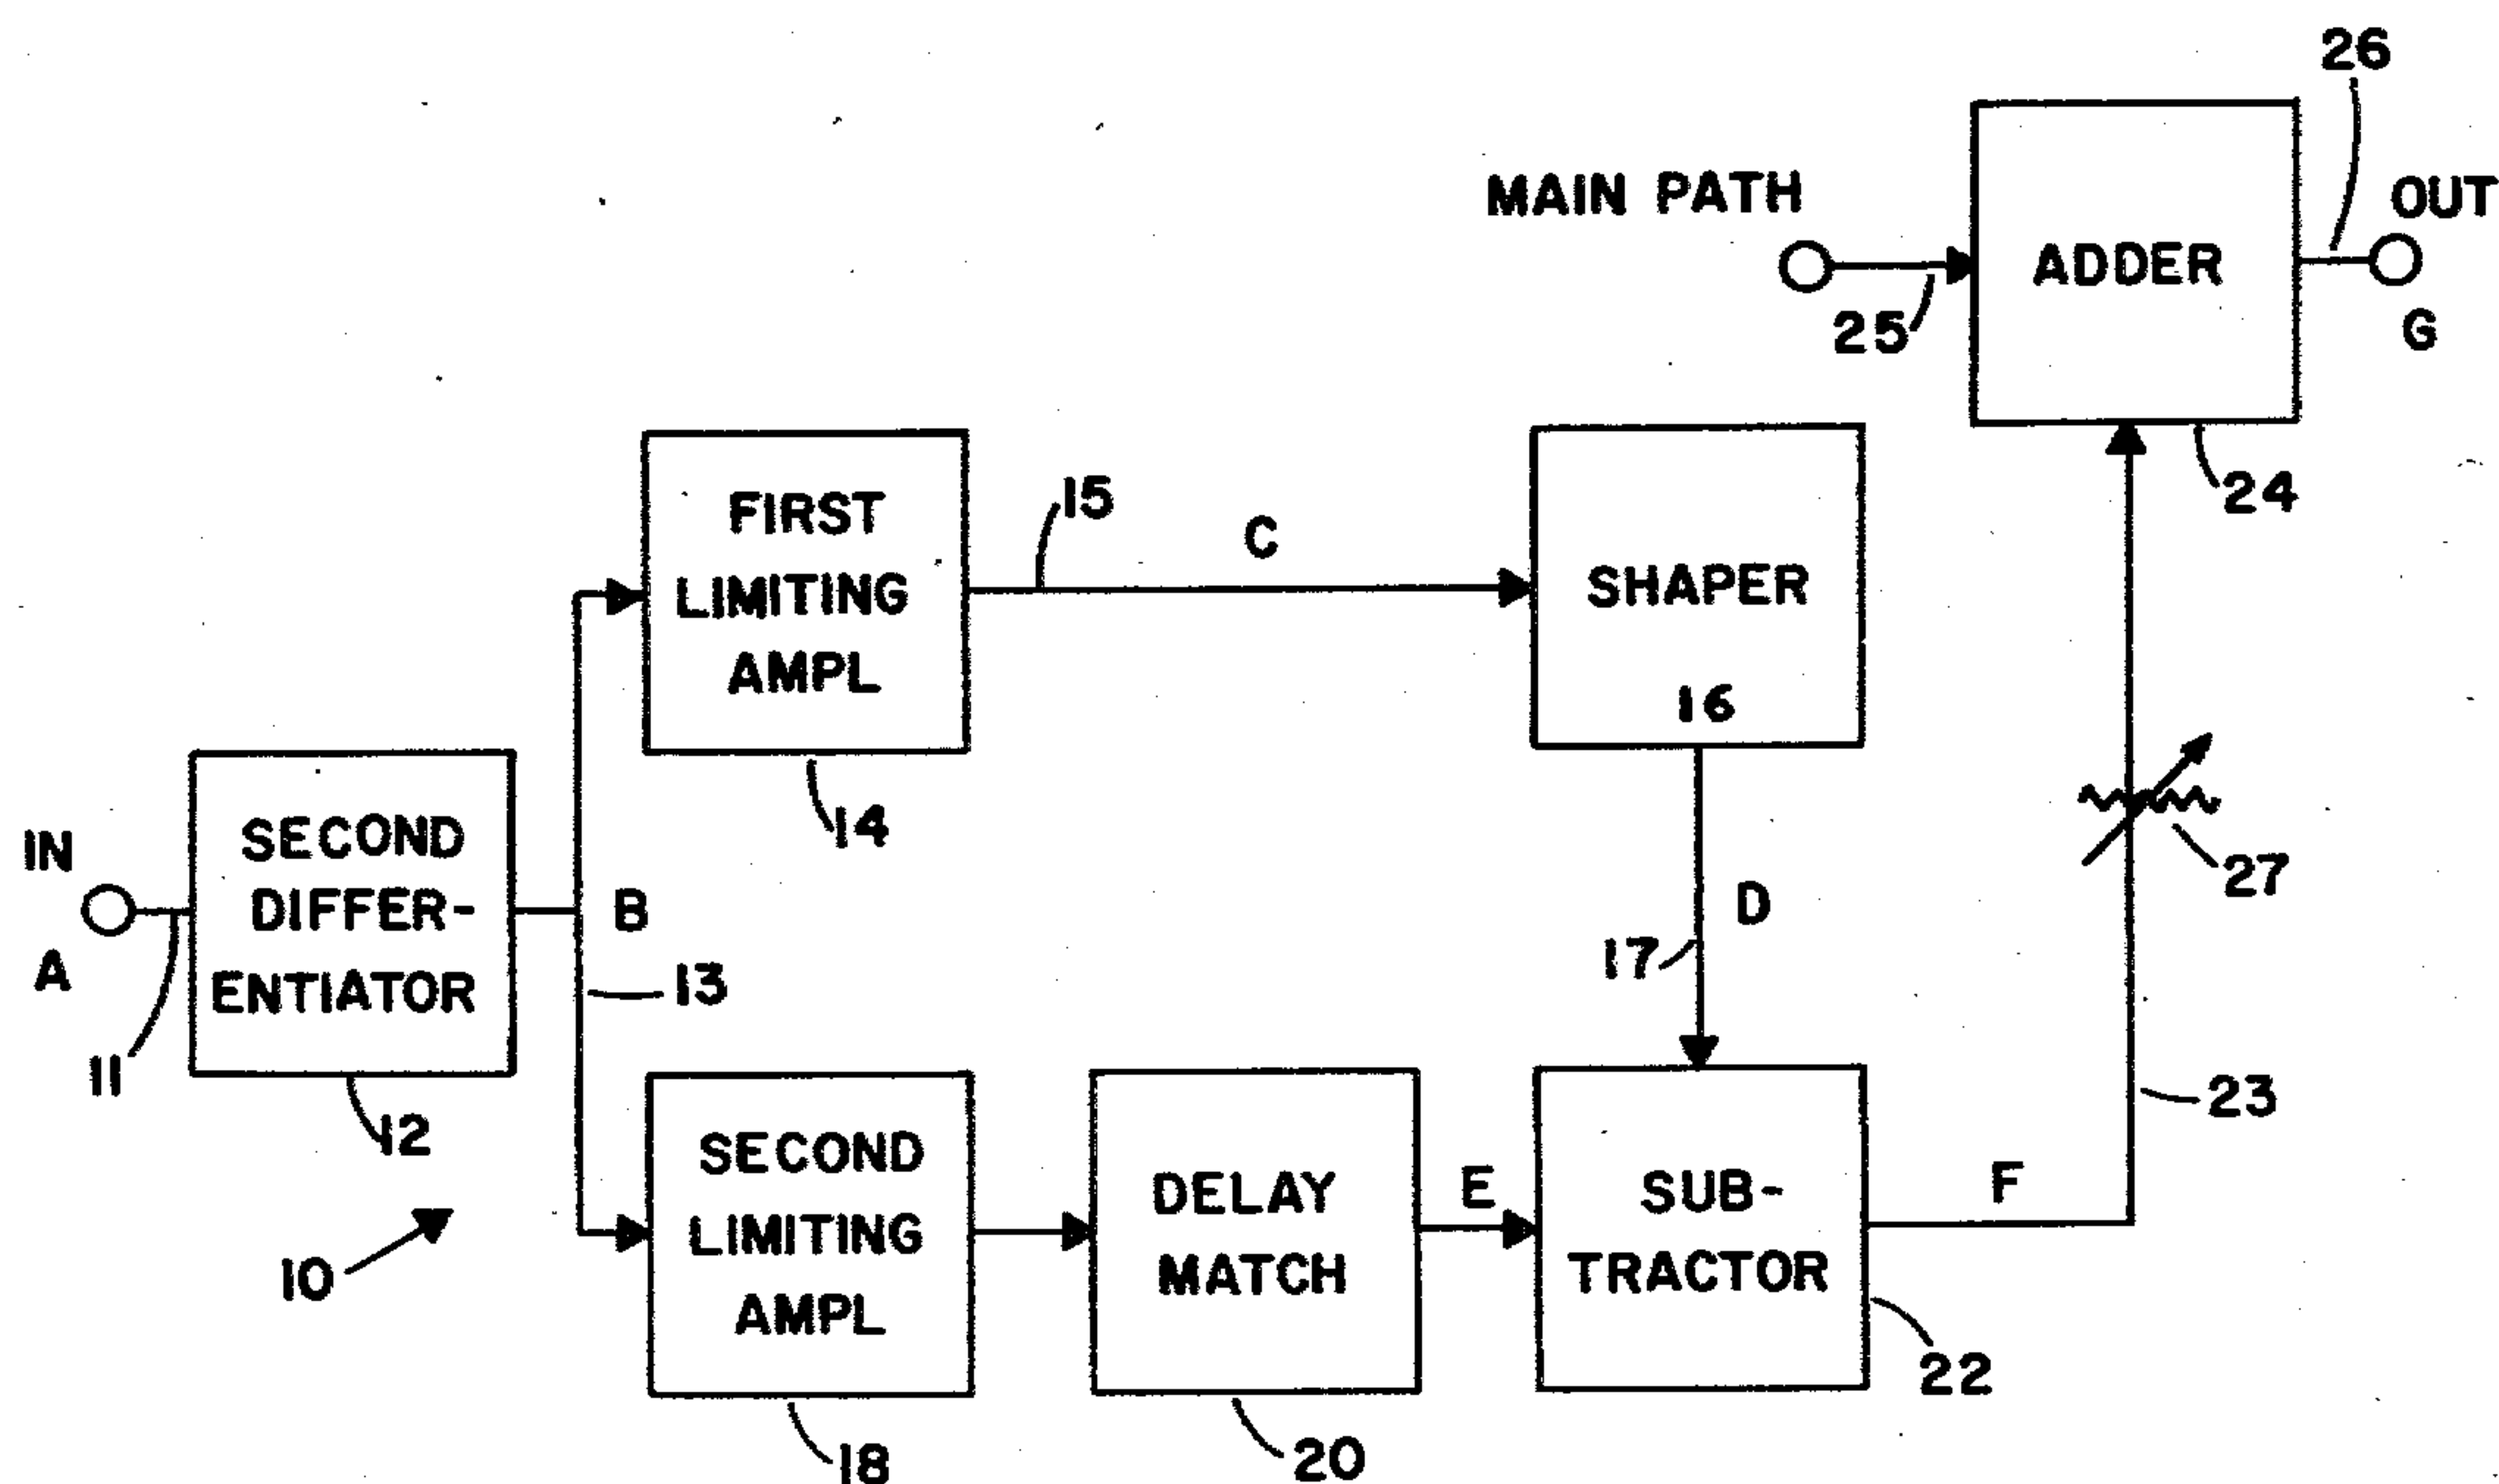 26
MAIN PATH
OUT
ADDER
25
G
24
FIRST
LIMITING
AMPL
15
C
SHAPER
16
14
IN
A
SECOND
DIFFER-
ENTIATOR
11
12
B
13
17
D
27
10
SECOND
LIMITING
AMPL
18
DELAY
MATCH
20
E
SUB-
TRACTOR
22
F
23